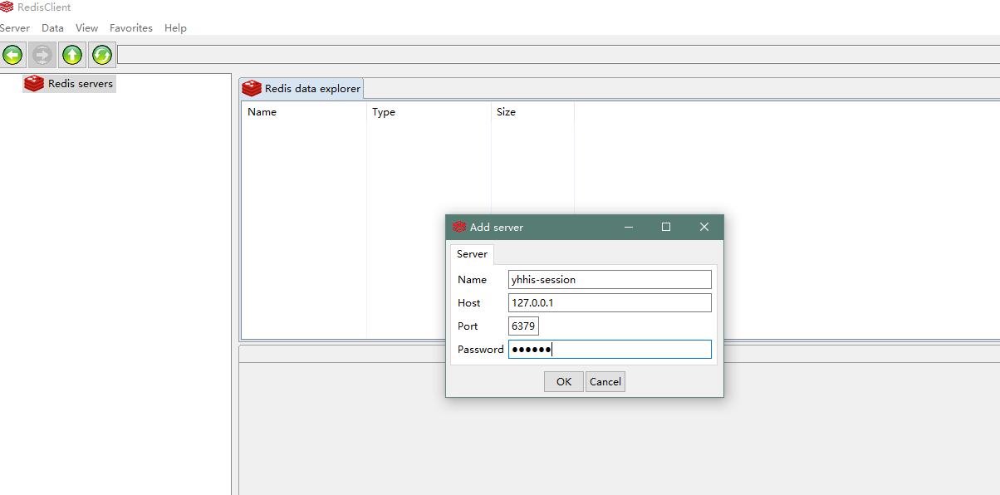 RedisClient
Server Data View Favorites Help
Redis servers
Redis data explorer
Name Type Size
Add server
Server
Name yhhis-session
Host 127.0.0.1
Port 6379
Password ●●●●●●
OK Cancel